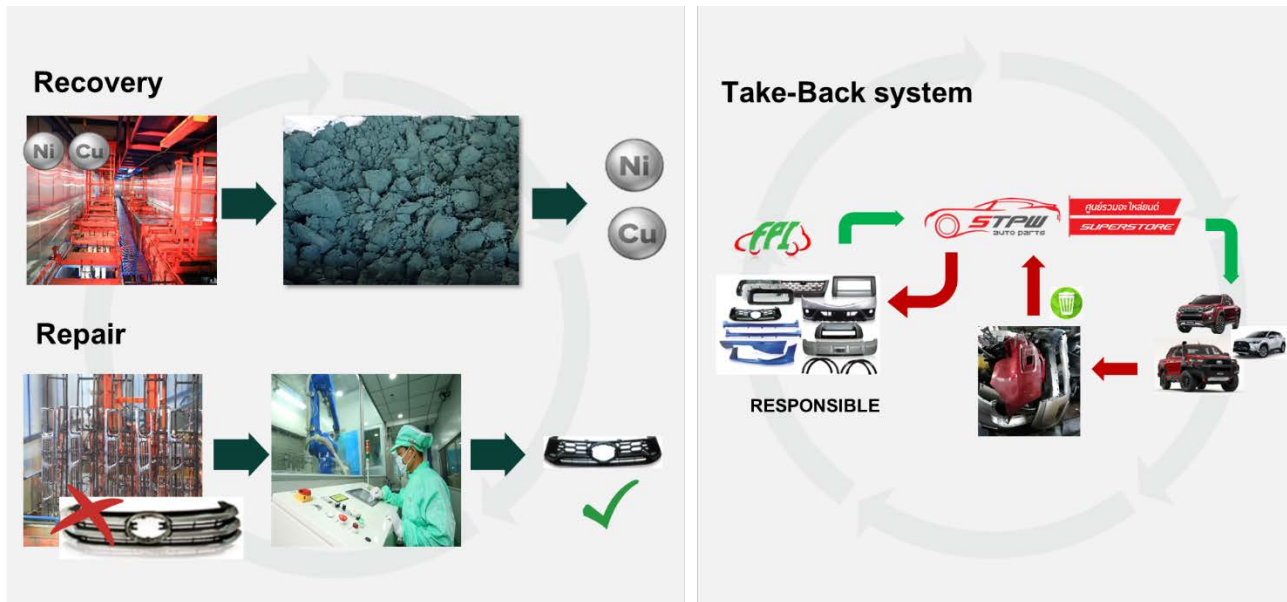 Recovery
Ni
Cu
Ni
Cu
Repair
Take-Back system
FPI
STPW
auto parts
ศูนย์รวมอะไหล่ยนต์
SUPERSTORE
RESPONSIBLE